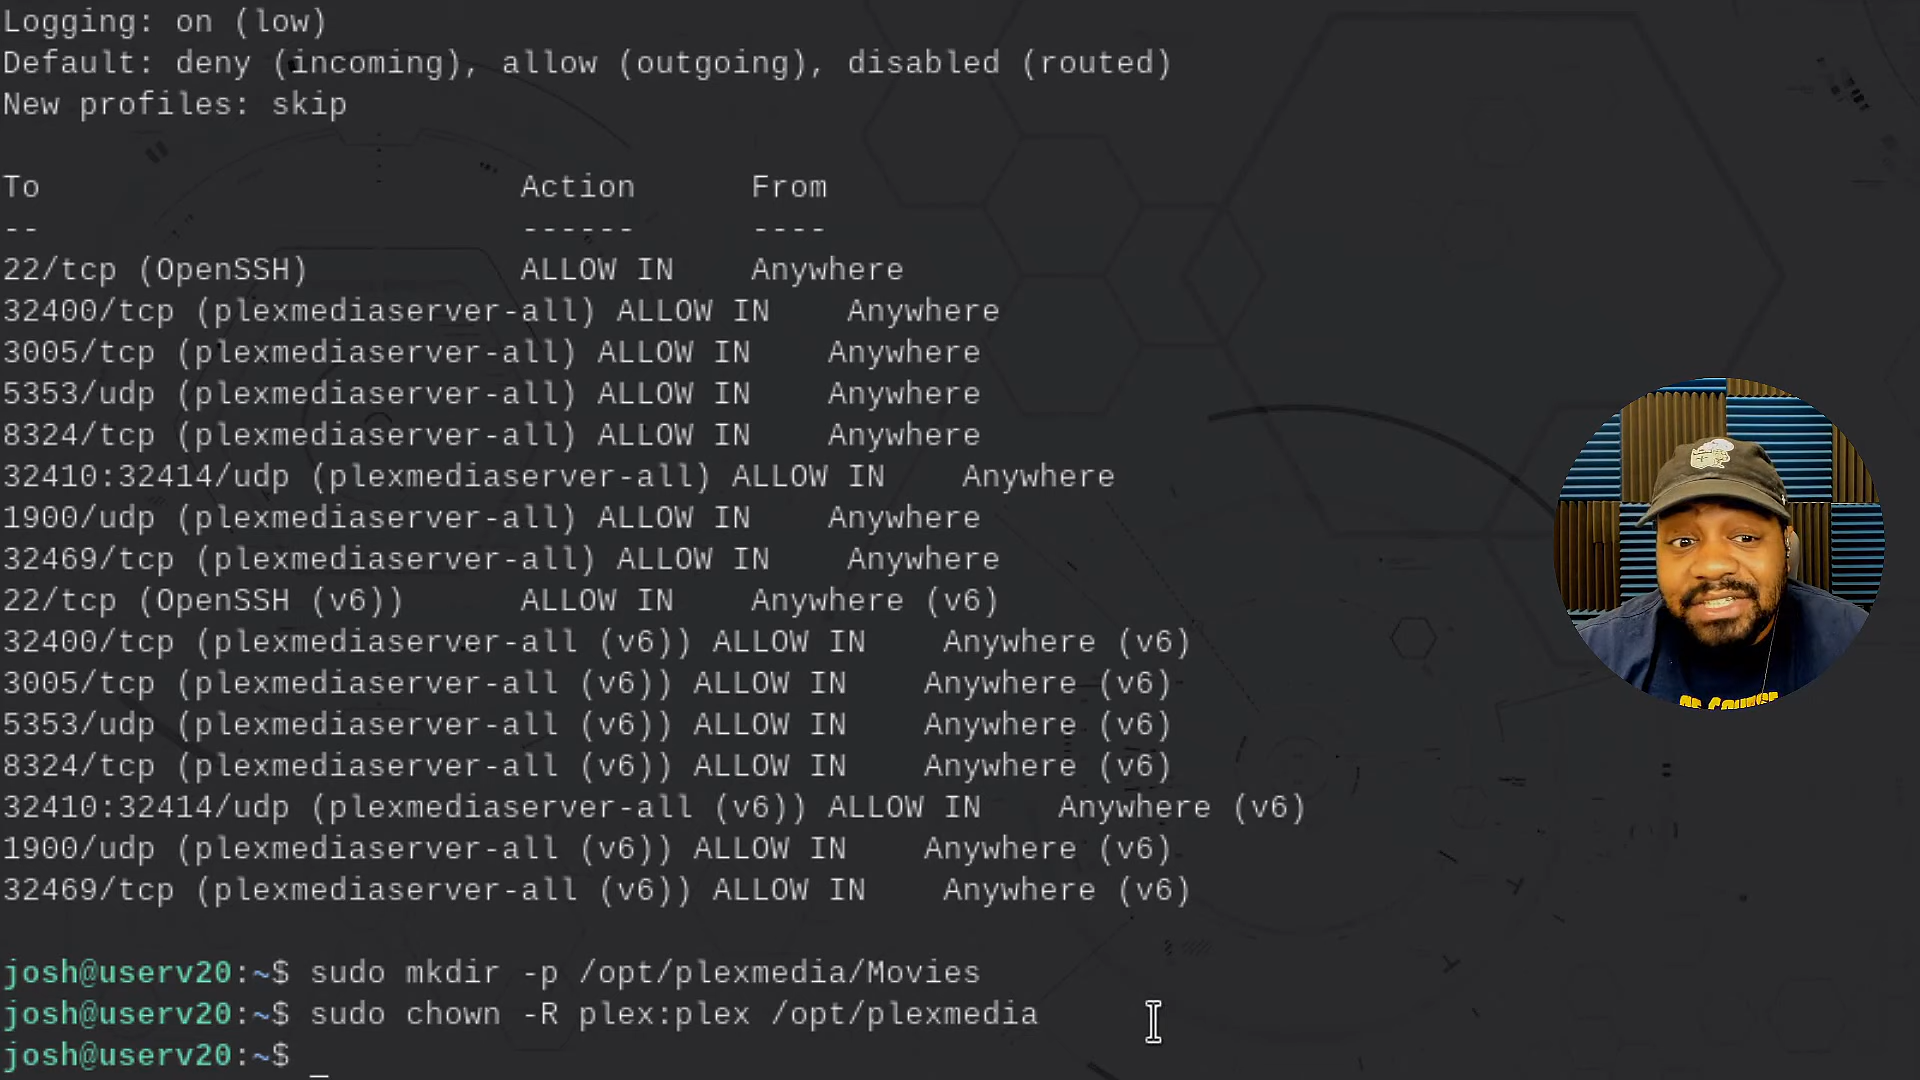 Logging: on (low)
Default: deny (incoming), allow (outgoing), disabled (routed)
New profiles: skip
To                         Action      From
--                         ------      ----
22/tcp (OpenSSH)           ALLOW IN    Anywhere
32400/tcp (plexmediaserver-all) ALLOW IN    Anywhere
3005/tcp (plexmediaserver-all) ALLOW IN    Anywhere
5353/udp (plexmediaserver-all) ALLOW IN    Anywhere
8324/tcp (plexmediaserver-all) ALLOW IN    Anywhere
32410:32414/udp (plexmediaserver-all) ALLOW IN    Anywhere
1900/udp (plexmediaserver-all) ALLOW IN    Anywhere
32469/tcp (plexmediaserver-all) ALLOW IN    Anywhere
22/tcp (OpenSSH (v6))      ALLOW IN    Anywhere (v6)
32400/tcp (plexmediaserver-all (v6)) ALLOW IN    Anywhere (v6)
3005/tcp (plexmediaserver-all (v6)) ALLOW IN    Anywhere (v6)
5353/udp (plexmediaserver-all (v6)) ALLOW IN    Anywhere (v6)
8324/tcp (plexmediaserver-all (v6)) ALLOW IN    Anywhere (v6)
32410:32414/udp (plexmediaserver-all (v6)) ALLOW IN    Anywhere (v6)
1900/udp (plexmediaserver-all (v6)) ALLOW IN    Anywhere (v6)
32469/tcp (plexmediaserver-all (v6)) ALLOW IN    Anywhere (v6)
josh@userv20:~$ sudo mkdir -p /opt/plexmedia/Movies
josh@userv20:~$ sudo chown -R plex:plex /opt/plexmedia
josh@userv20:~$ _